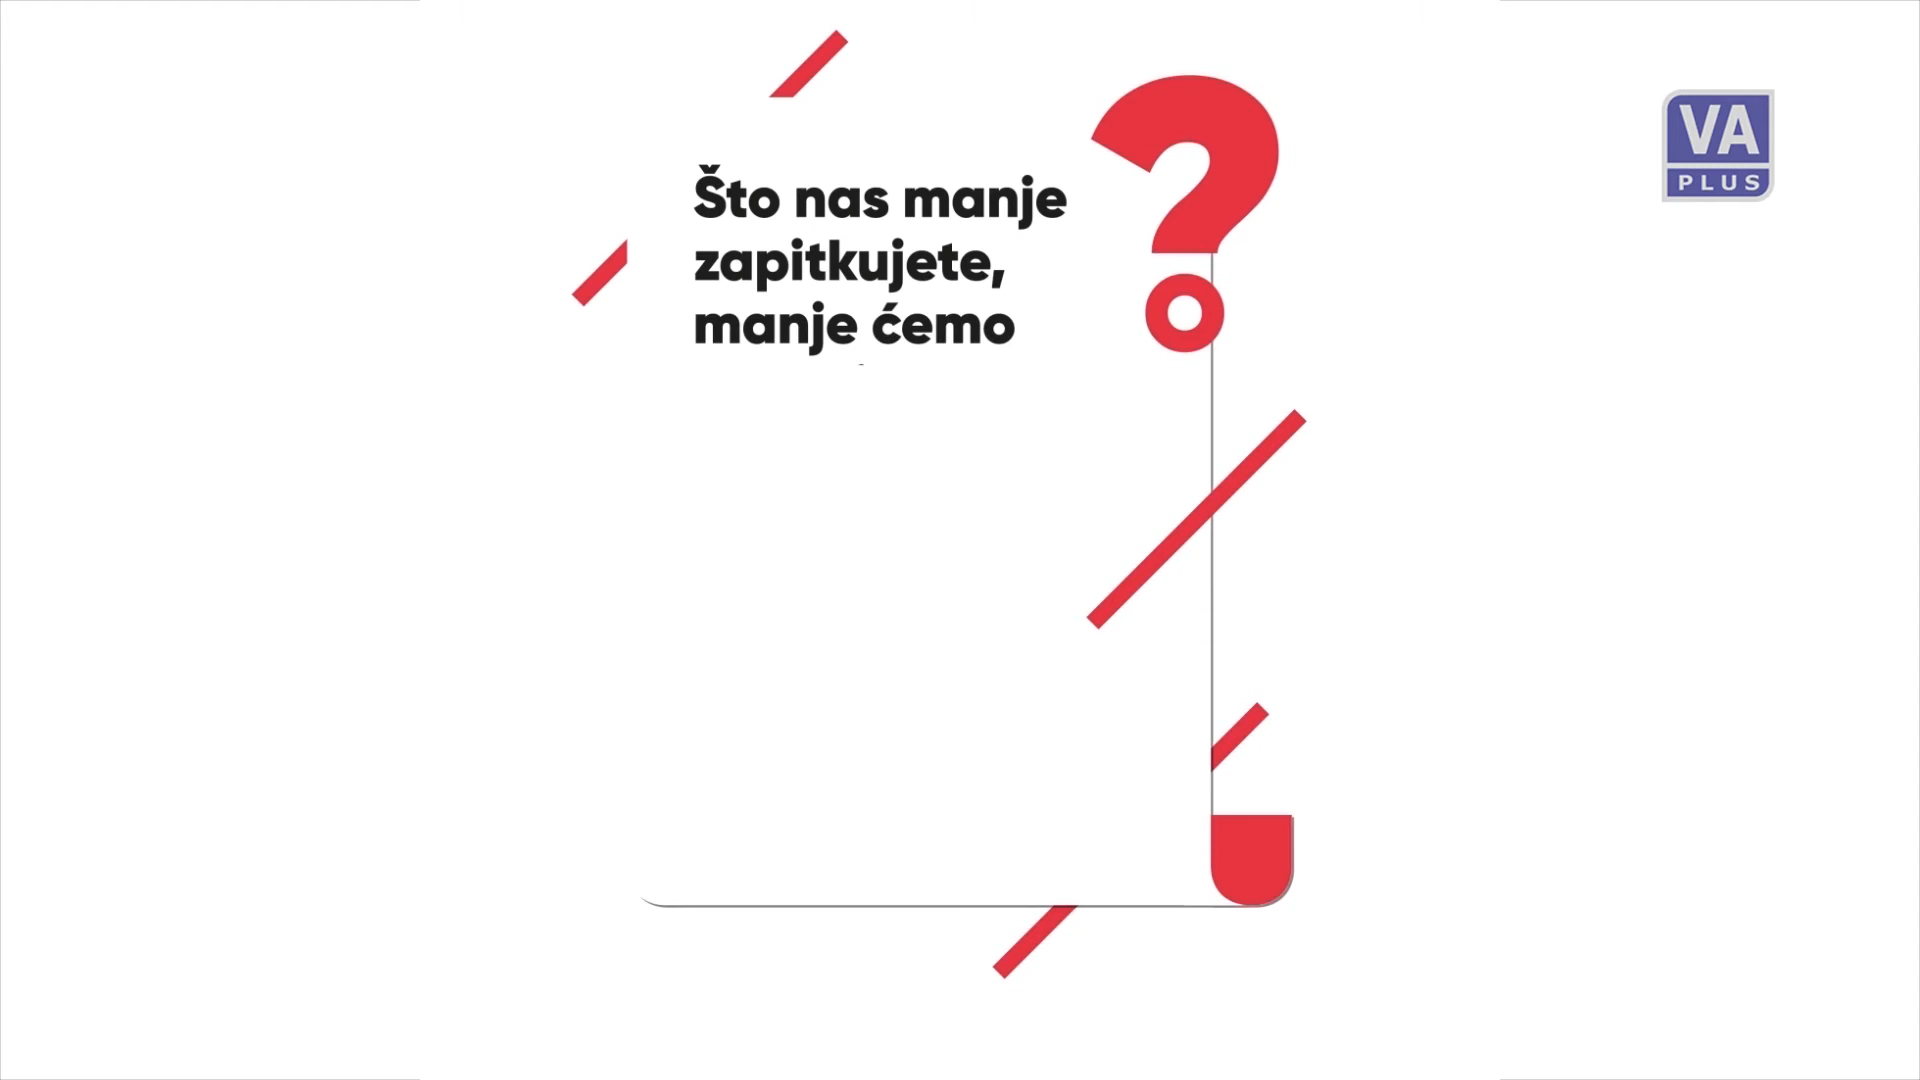 Što nas manje
zapitkujete,
manje ćemo
VA
PLUS